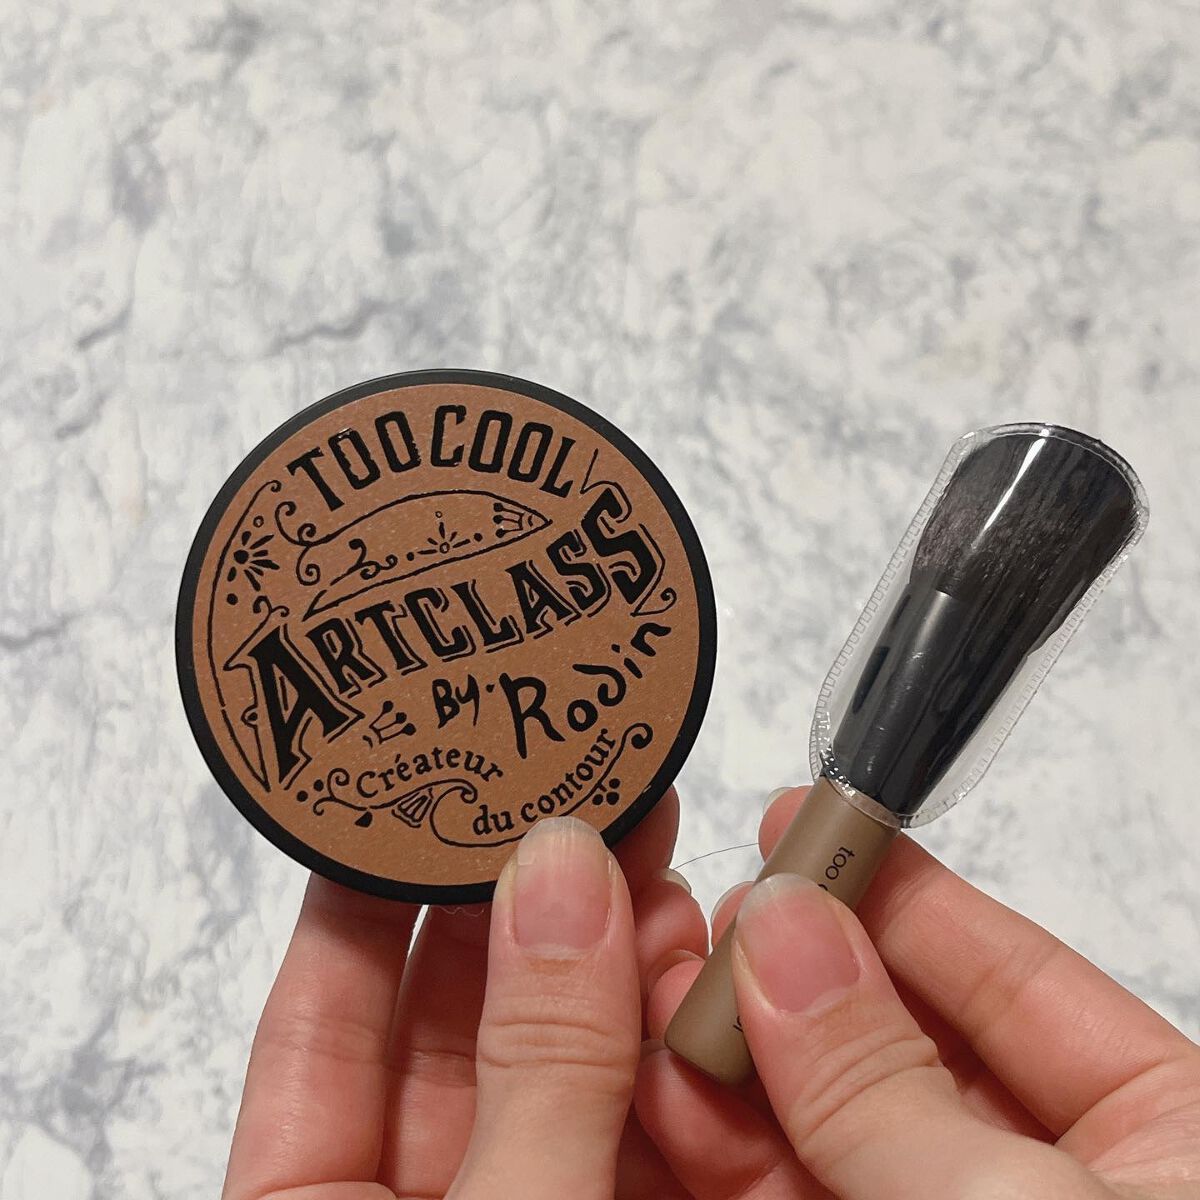 TOO COOL
ARTCLASS
By. Rodin
Créateur
du contour
too